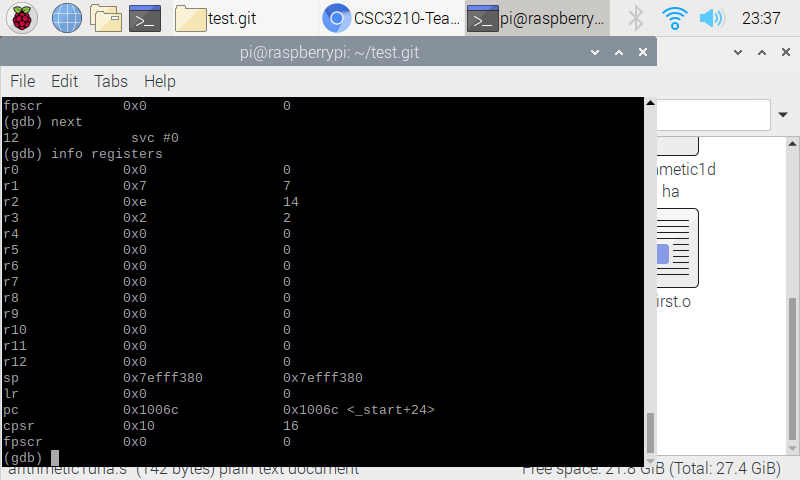 test.git
CSC3210-Tea...
pi@raspberry...
23:37
pi@raspberrypi: ~/test.git
File Edit Tabs Help
fpscr 0x0 0
(gdb) next
12 svc #0
(gdb) info registers
r0 0x0 0
r1 0x7 7
r2 0xe 14
r3 0x2 2
r4 0x0 0
r5 0x0 0
r6 0x0 0
r7 0x0 0
r8 0x0 0
r9 0x0 0
r10 0x0 0
r11 0x0 0
r12 0x0 0
sp 0x7efff380 0x7efff380
lr 0x0 0
pc 0x1006c 0x1006c <_start+24>
cpsr 0x10 16
fpscr 0x0 0
(gdb)
metic1d
ha
irst.o
arithmetic1dha.s" (142 bytes) plain text document
Free space: 21.8 GiB (Total: 27.4 GiB)